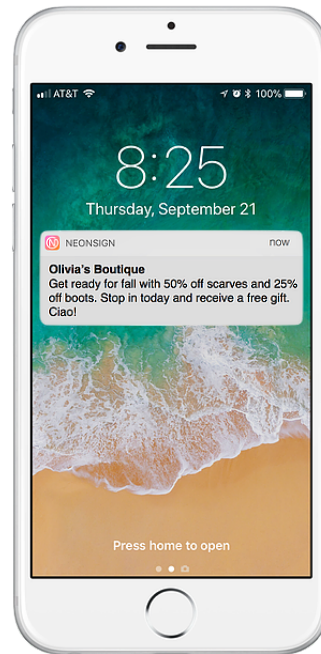 AT&T 100%
8:25
Thursday, September 21
NEONSIGN now
Olivia's Boutique
Get ready for fall with 50% off scarves and 25%
off boots. Stop in today and receive a free gift.
Ciao!
Press home to open